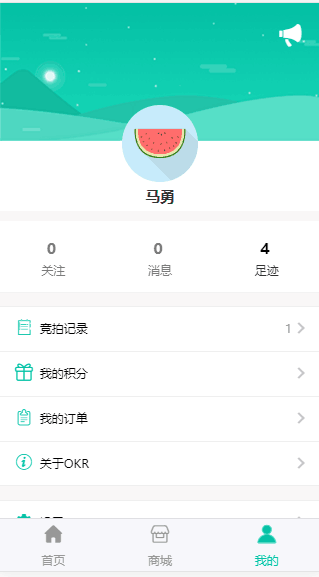 马勇
0 0 4
关注 消息 足迹
竞拍记录 1
我的积分
我的订单
关于OKR
首页 商城 我的